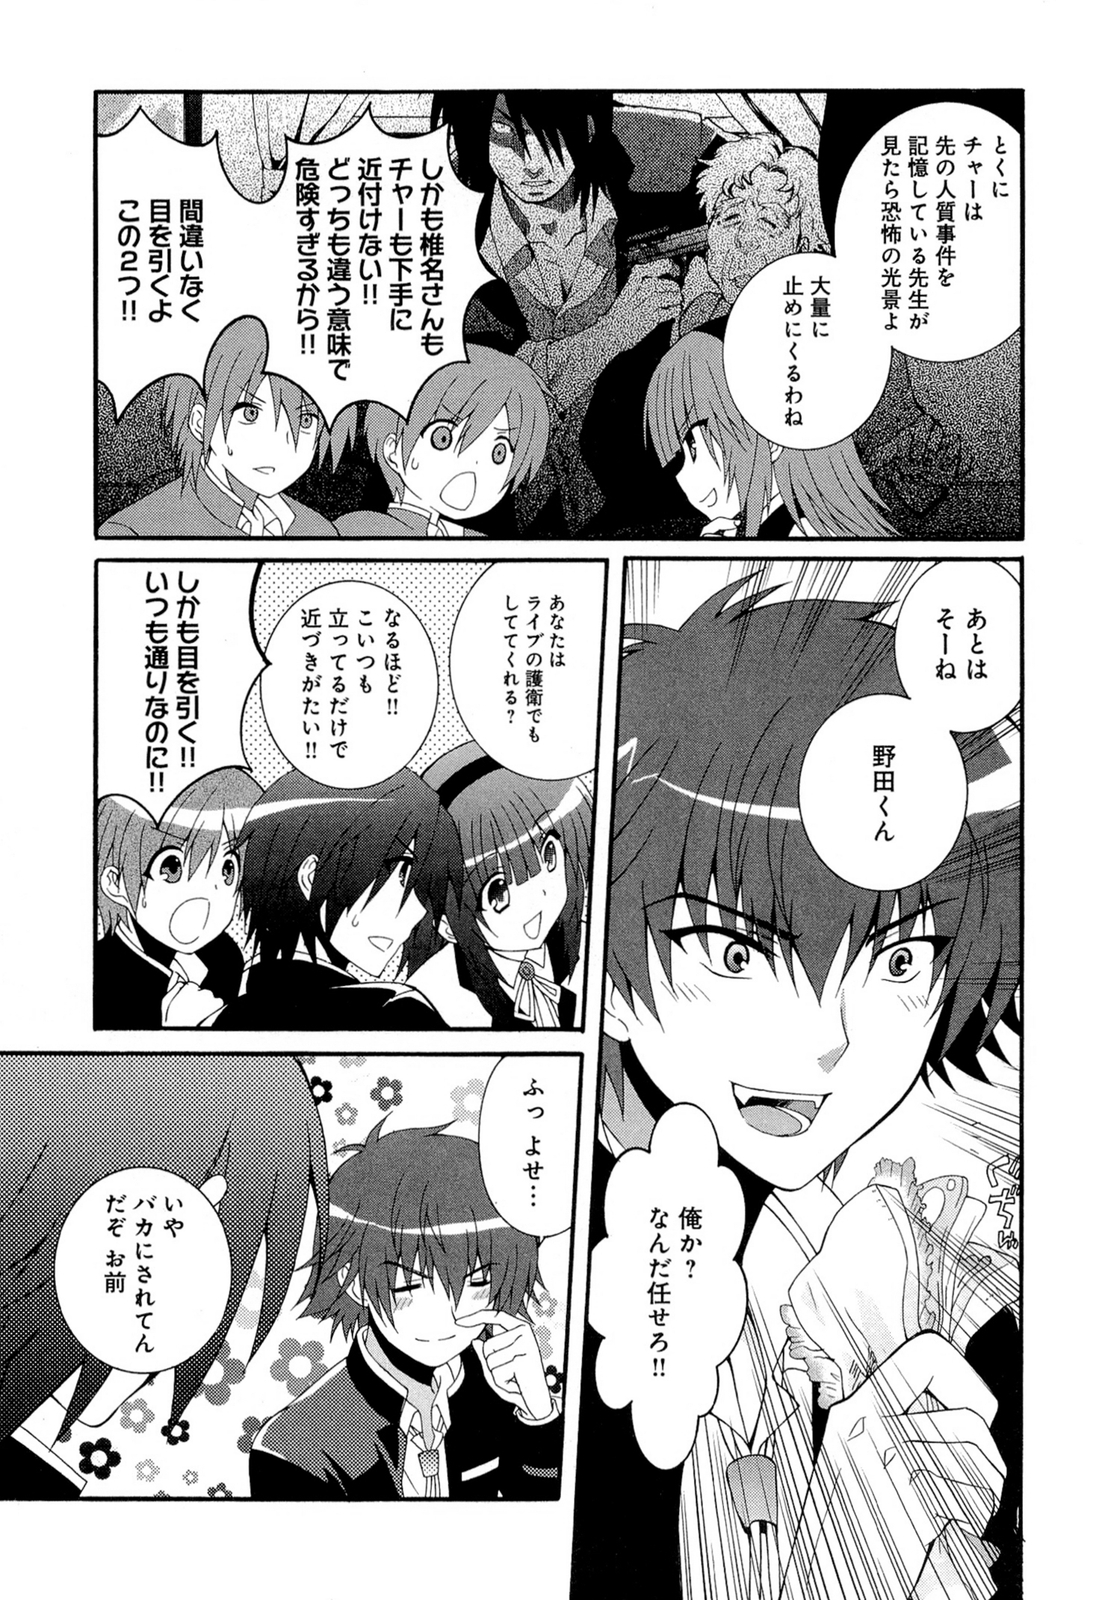 とくに
チャーは
先の人質事件を
記憶している先生が
見たら恐怖の光景よ
大量に
止めにくるわね
しかも椎名さんも
チャーも下手に
近付けない!!
どっちも違う意味で
危険すぎるから!!
間違いなく
目を引くよ
この2つ!!
あとは
そーね
野田くん
俺か?
なんだ任せろ!!
ぐ
ぢゅ
あなたは
ライブの護衛でも
しててくれる?
なるほど!!
こいつも
立ってるだけで
近づきがたい!!
しかも目を引く!!
いつも通りなのに!!
ふっ よせ…
いや
バカにされてん
だぞ お前